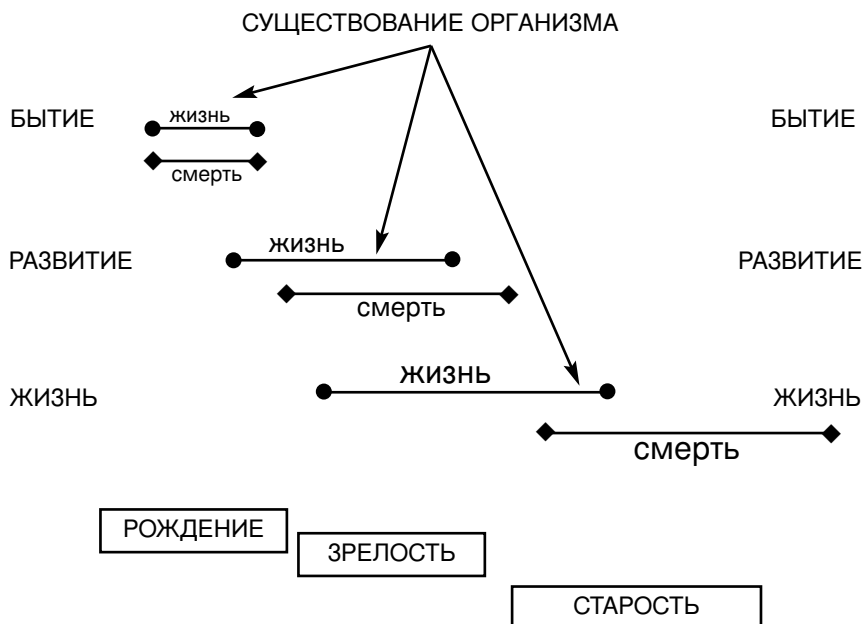 СУЩЕСТВОВАНИЕ ОРГАНИЗМА
БЫТИЕ жизнь БЫТИЕ
смерть
РАЗВИТИЕ жизнь РАЗВИТИЕ
смерть
ЖИЗНЬ жизнь ЖИЗНЬ
смерть
РОЖДЕНИЕ
ЗРЕЛОСТЬ
СТАРОСТЬ